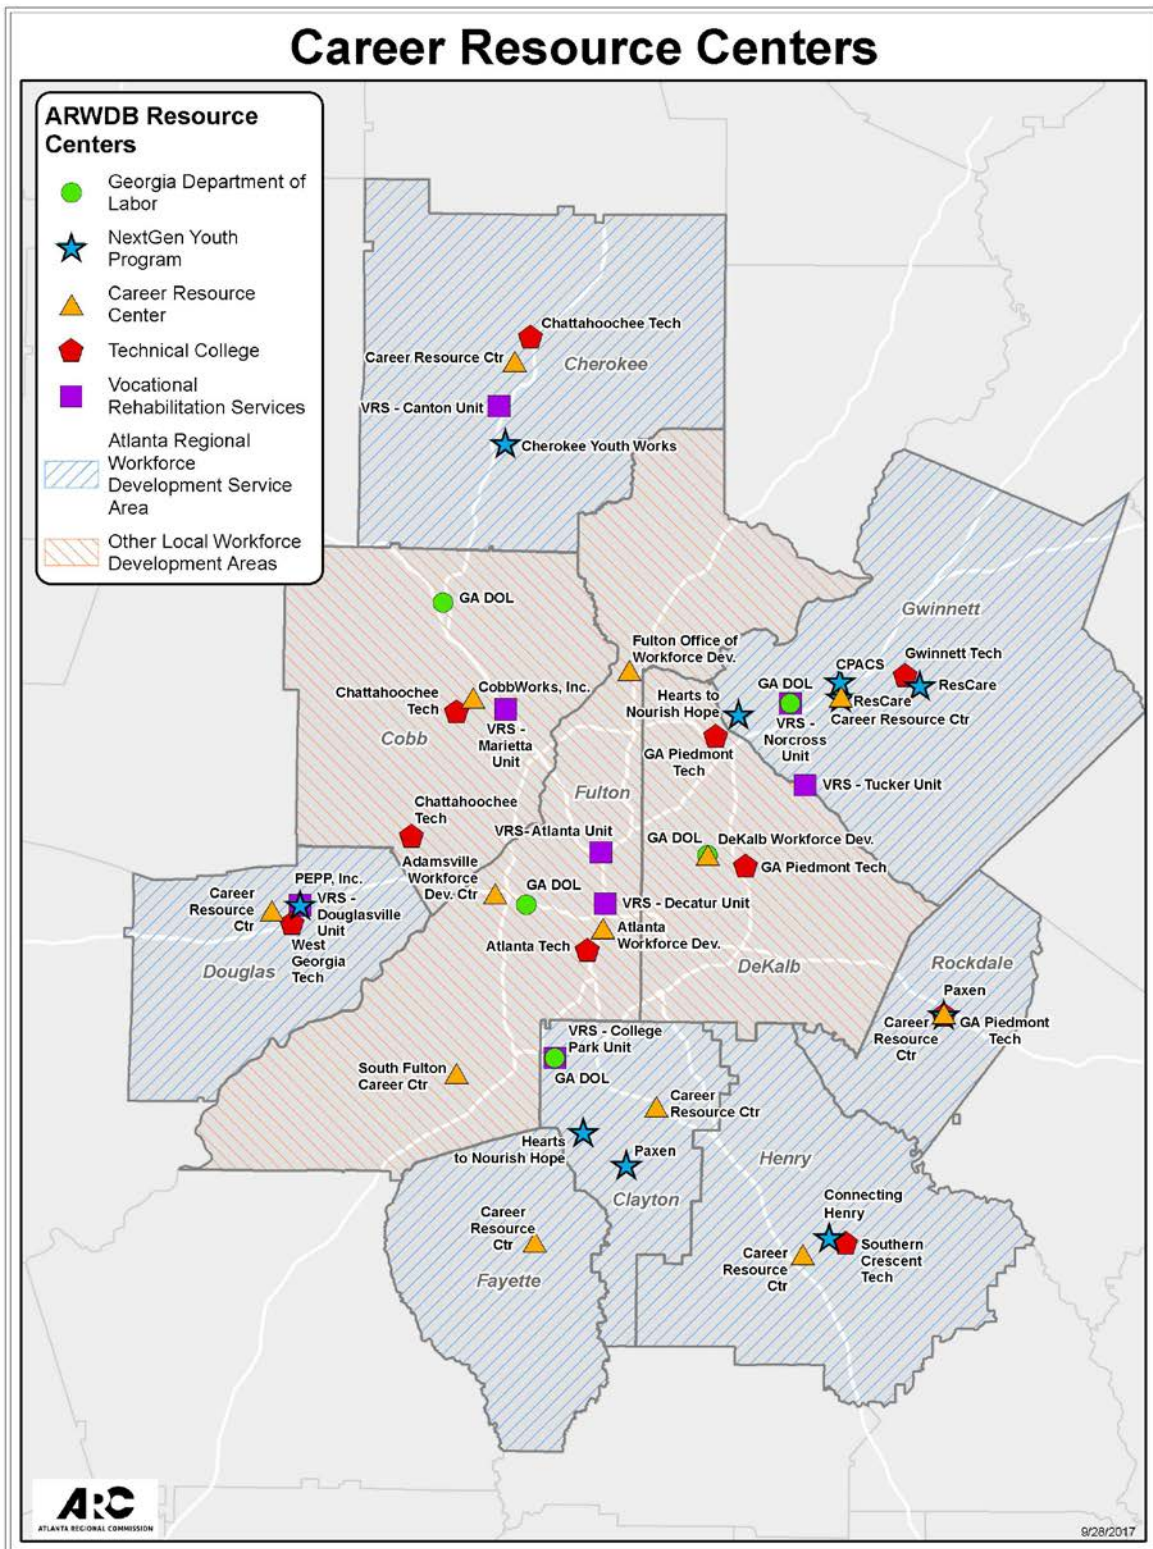 Career Resource Centers
ARWDB Resource
Centers
Georgia Department of
Labor
NextGen Youth
Program
Career Resource
Center
Technical College
Vocational
Rehabilitation Services
Atlanta Regional
Workforce
Development Service
Area
Other Local Workforce
Development Areas
Chattahoochee Tech
Career Resource Ctr
Cherokee
VRS - Canton Unit
Cherokee Youth Works
GA DOL
Gwinnett
Fulton Office of
Workforce Dev.
Gwinnett Tech
CPACS
ResCare
GA DOL
ResCare
Career Resource Ctr
Hearts to
Nourish Hope
VRS -
Norcross
Unit
CobbWorks, Inc.
Chattahoochee
Tech
VRS -
Marietta
Unit
Cobb
GA Piedmont
Tech
VRS - Tucker Unit
Fulton
Chattahoochee
Tech
VRS- Atlanta Unit
GA DOL
DeKalb Workforce Dev.
GA Piedmont Tech
Adamsville
Workforce
Dev. Ctr
GA DOL
VRS - Decatur Unit
PEPP, Inc.
VRS -
Douglasville
Unit
Career
Resource
Ctr
West
Georgia
Tech
Douglas
Atlanta Tech
Atlanta
Workforce Dev.
DeKalb
Rockdale
Paxen
Career
Resource
Ctr
GA Piedmont
Tech
VRS - College
Park Unit
GA DOL
South Fulton
Career Ctr
Career
Resource Ctr
Hearts
to Nourish Hope
Paxen
Clayton
Henry
Connecting
Henry
Southern
Crescent
Tech
Career
Resource
Ctr
Career
Resource
Ctr
Fayette
ARC
ATLANTA REGIONAL COMMISSION
9/28/2017